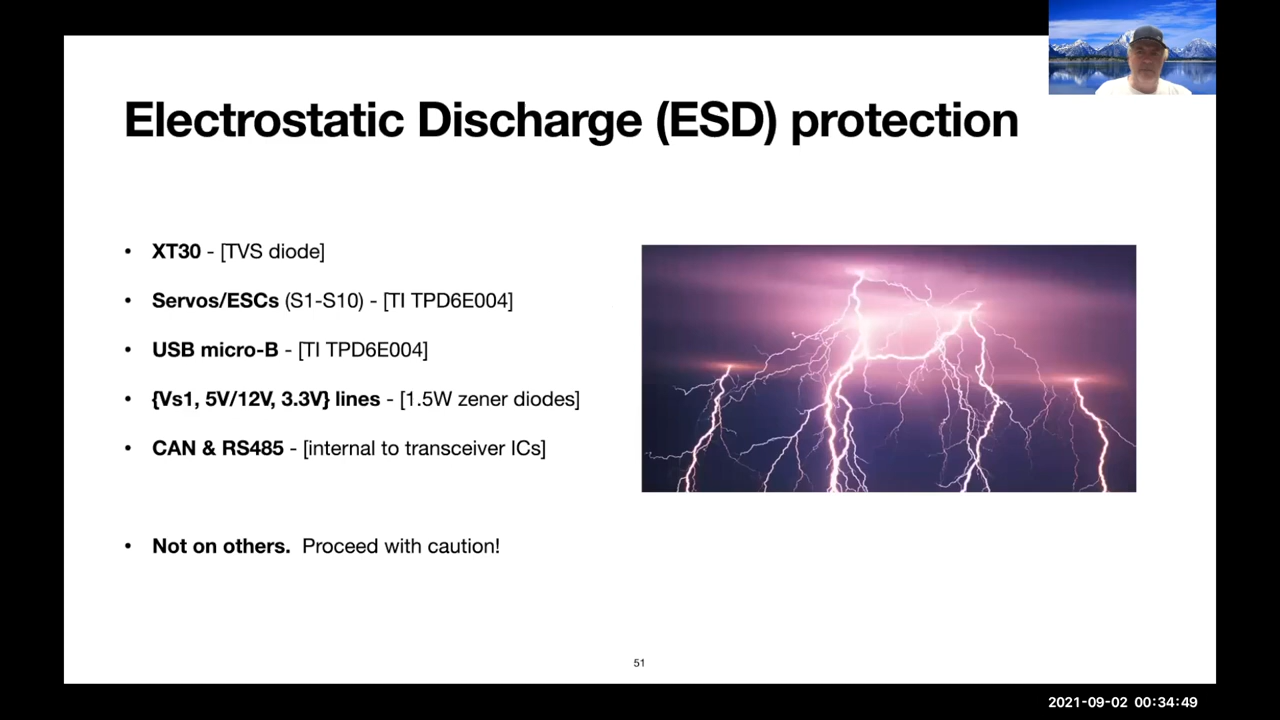 Electrostatic Discharge (ESD) protection
• XT30 - [TVS diode]
• Servos/ESCs (S1-S10) - [TI TPD6E004]
• USB micro-B - [TI TPD6E004]
• {Vs1, 5V/12V, 3.3V} lines - [1.5W zener diodes]
• CAN & RS485 - [internal to transceiver ICs]
• Not on others. Proceed with caution!
51
2021-09-02 00:34:49